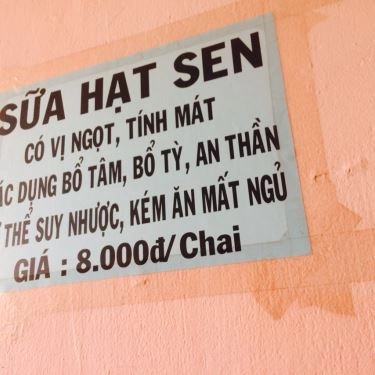 SỮA HẠT SEN
CÓ VỊ NGỌT, TÍNH MÁT
DỤNG BỔ TÂM, BỔ TỲ, AN THẦN
THỂ SUY NHƯỢC, KÉM ĂN MẤT NGỦ
GIÁ : 8.000đ/Chai